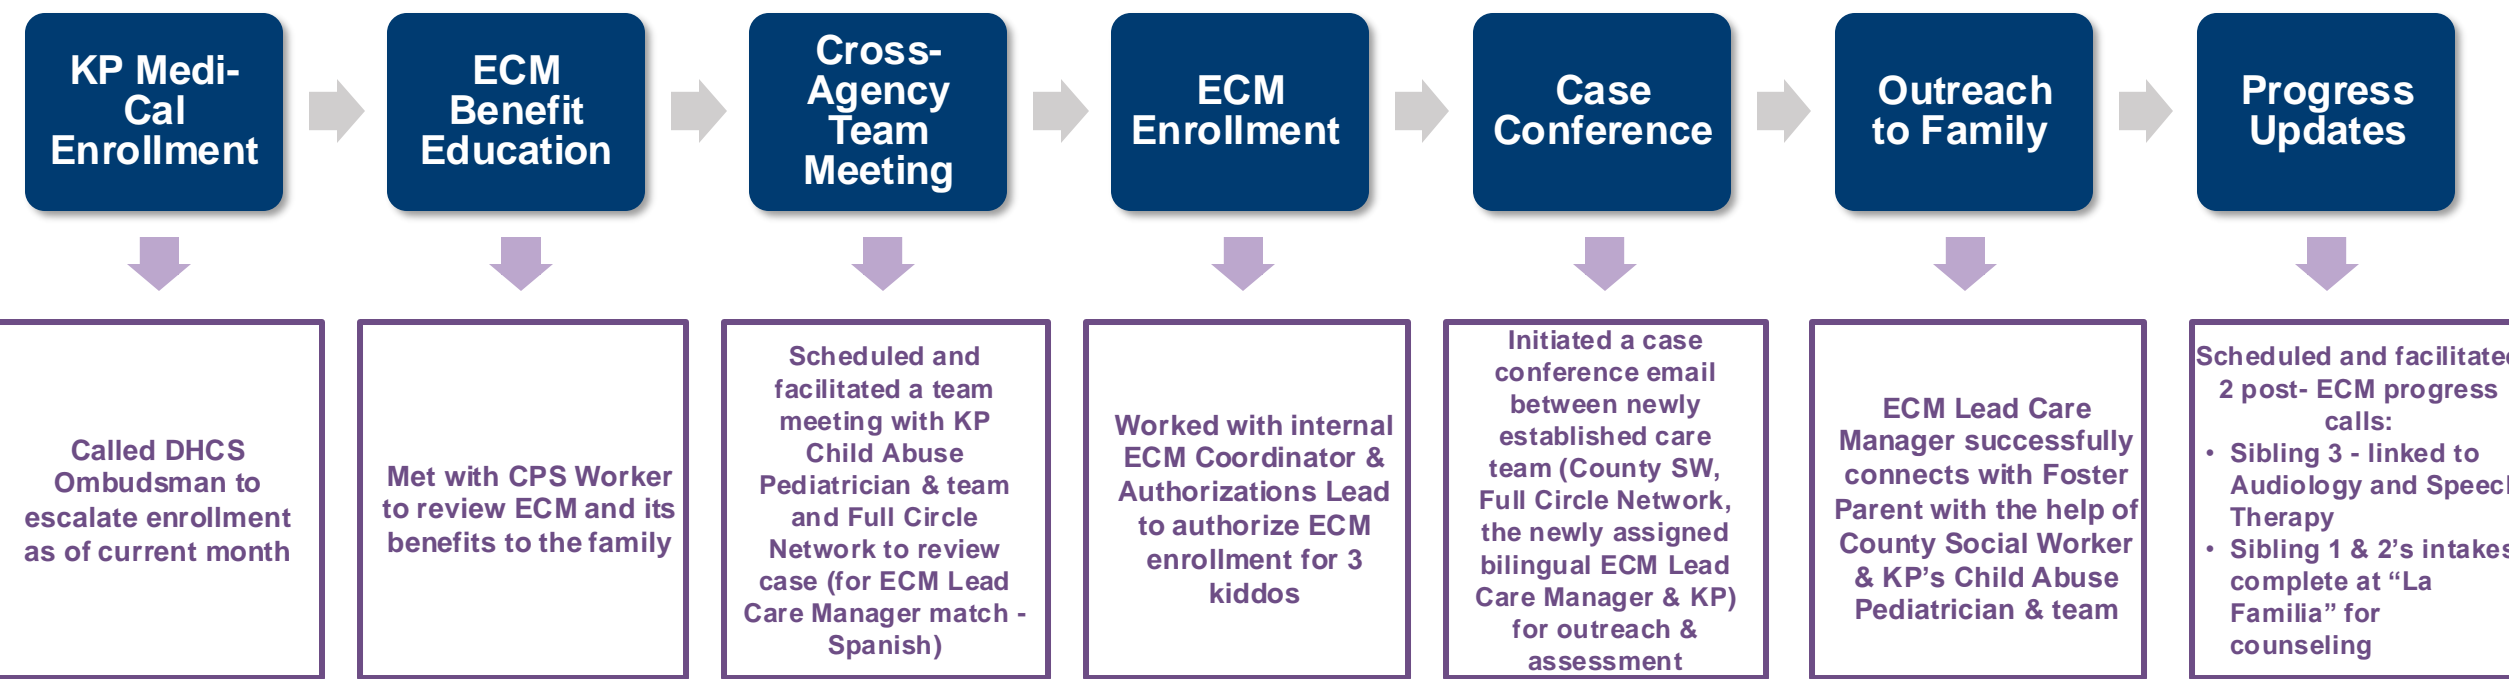 KP Medi-
Cal
Enrollment
ECM
Benefit
Education
Cross-
Agency
Team
Meeting
ECM
Enrollment
Case
Conference
Outreach
to Family
Progress
Updates
Called DHCS
Ombudsman to
escalate enrollment
as of current month
Met with CPS Worker
to review ECM and its
benefits to the family
Scheduled and
facilitated a team
meeting with KP
Child Abuse
Pediatrician & team
and Full Circle
Network to review
case (for ECM Lead
Care Manager match -
Spanish)
Worked with internal
ECM Coordinator &
Authorizations Lead
to authorize ECM
enrollment for 3
kiddos
Initiated a case
conference email
between newly
established care
team (County SW,
Full Circle Network,
the newly assigned
bilingual ECM Lead
Care Manager & KP)
for outreach &
assessment
ECM Lead Care
Manager successfully
connects with Foster
Parent with the help of
County Social Worker
& KP's Child Abuse
Pediatrician & team
Scheduled and facilitated
2 post- ECM progress
calls:
• Sibling 3 - linked to
Audiology and Speech
Therapy
• Sibling 1 & 2’s intakes
complete at “La
Familia” for
counseling